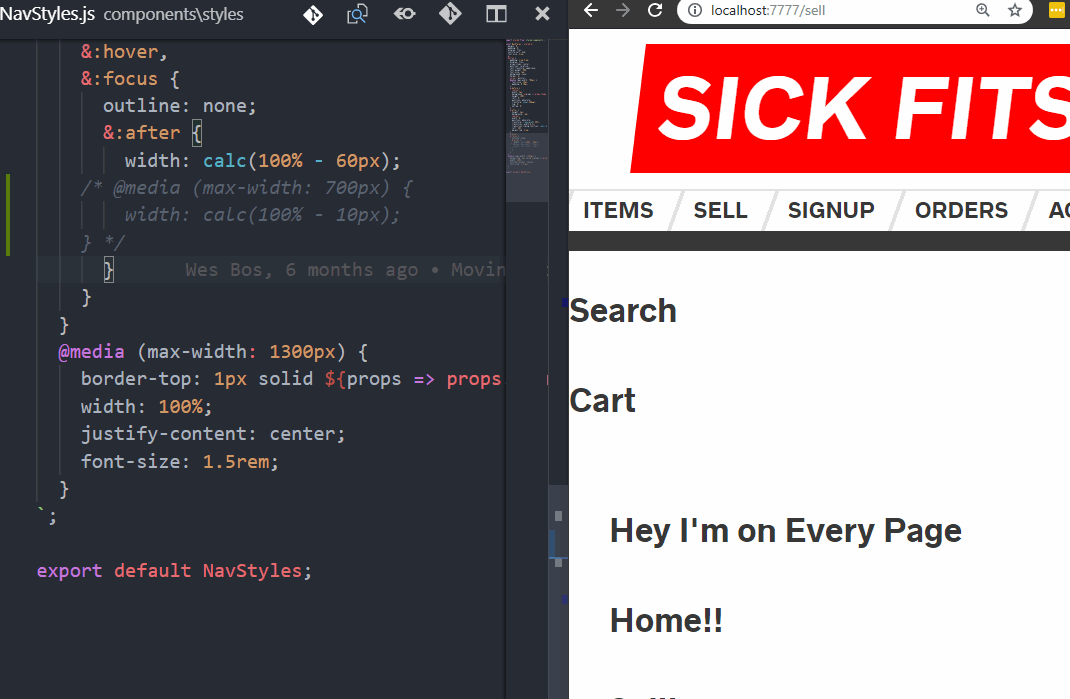 NavStyles.js components\styles
&:hover,
&:focus {
outline: none;
&:after {
width: calc(100% - 60px);
/* @media (max-width: 700px) {
width: calc(100% - 10px);
} */
} Wes Bos, 6 months ago • Movin
}
}
@media (max-width: 1300px) {
border-top: 1px solid ${props => props
width: 100%;
justify-content: center;
font-size: 1.5rem;
}
`;
export default NavStyles;
localhost:7777/sell
SICK FITS
ITEMS SELL SIGNUP ORDERS AC
Search
Cart
Hey I'm on Every Page
Home!!